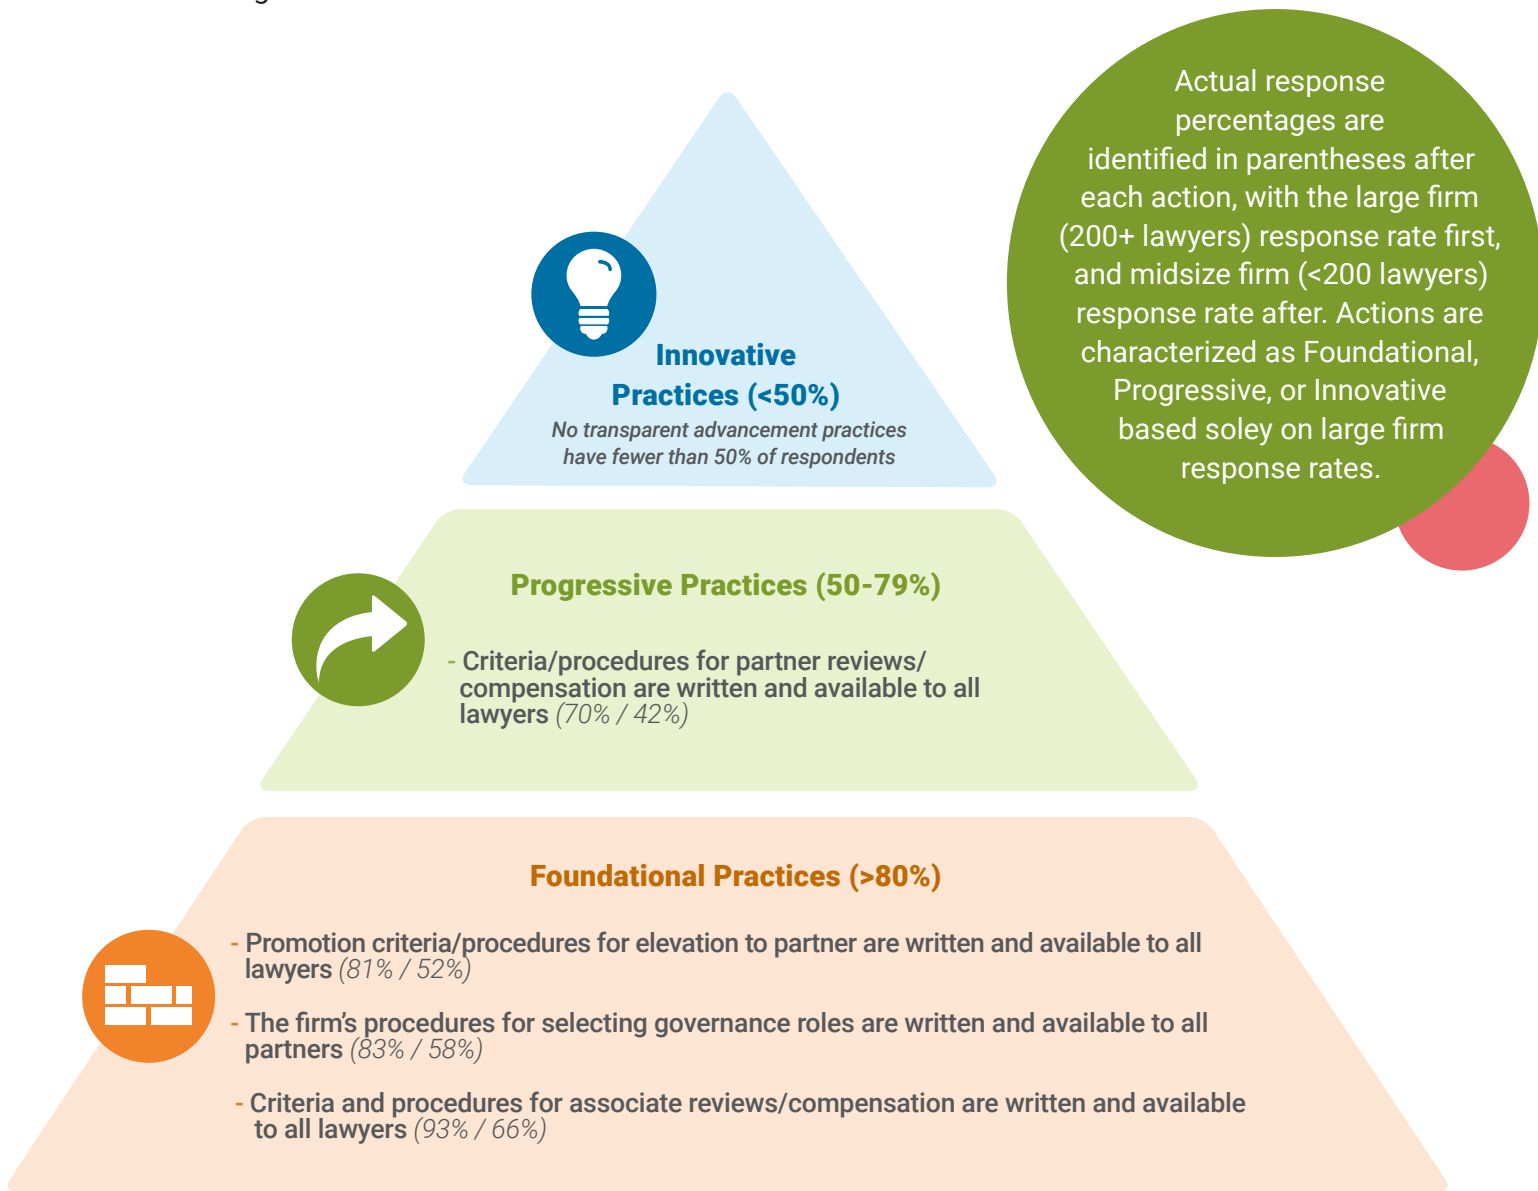 Actual response
percentages are
identified in parentheses after
each action, with the large firm
(200+ lawyers) response rate first,
and midsize firm (<200 lawyers)
response rate after. Actions are
characterized as Foundational,
Progressive, or Innovative
based soley on large firm
response rates.
Innovative
Practices (<50%)
No transparent advancement practices
have fewer than 50% of respondents
Progressive Practices (50-79%)
- Criteria/procedures for partner reviews/
compensation are written and available to all
lawyers (70% / 42%)
Foundational Practices (>80%)
- Promotion criteria/procedures for elevation to partner are written and available to all
lawyers (81% / 52%)
- The firm's procedures for selecting governance roles are written and available to all
partners (83% / 58%)
- Criteria and procedures for associate reviews/compensation are written and available
to all lawyers (93% / 66%)